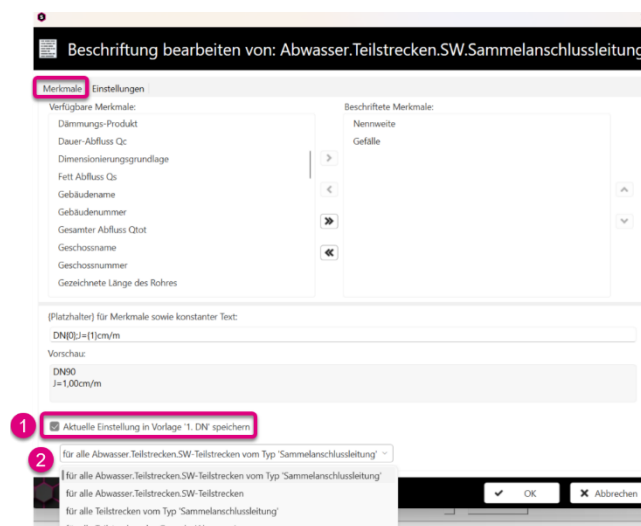 Beschriftung bearbeiten von: Abwasser.Teilstrecken.SW.Sammelanschlussleitung
Merkmale Einstellungen
Verfügbare Merkmale:
Dämmungs-Produkt
Dauer-Abfluss Qc
Dimensionierungsgrundlage
Fett Abfluss Qs
Gebäudename
Gebäudenummer
Gesamter Abfluss Qtot
Geschossname
Geschossnummer
Gezeichnete Länge des Rohres
Beschriftete Merkmale:
Nennweite
Gefälle
{Platzhalter} für Merkmale sowie konstanter Text:
DN{0};J={1}cm/m
Vorschau:
DN90
J=1,00cm/m
1 Aktuelle Einstellung in Vorlage '1. DN' speichern
2 für alle Abwasser.Teilstrecken.SW-Teilstrecken vom Typ 'Sammelanschlussleitung'
für alle Abwasser.Teilstrecken.SW-Teilstrecken vom Typ 'Sammelanschlussleitung'
für alle Abwasser.Teilstrecken.SW-Teilstrecken
für alle Teilstrecken vom Typ 'Sammelanschlussleitung'
OK Abbrechen